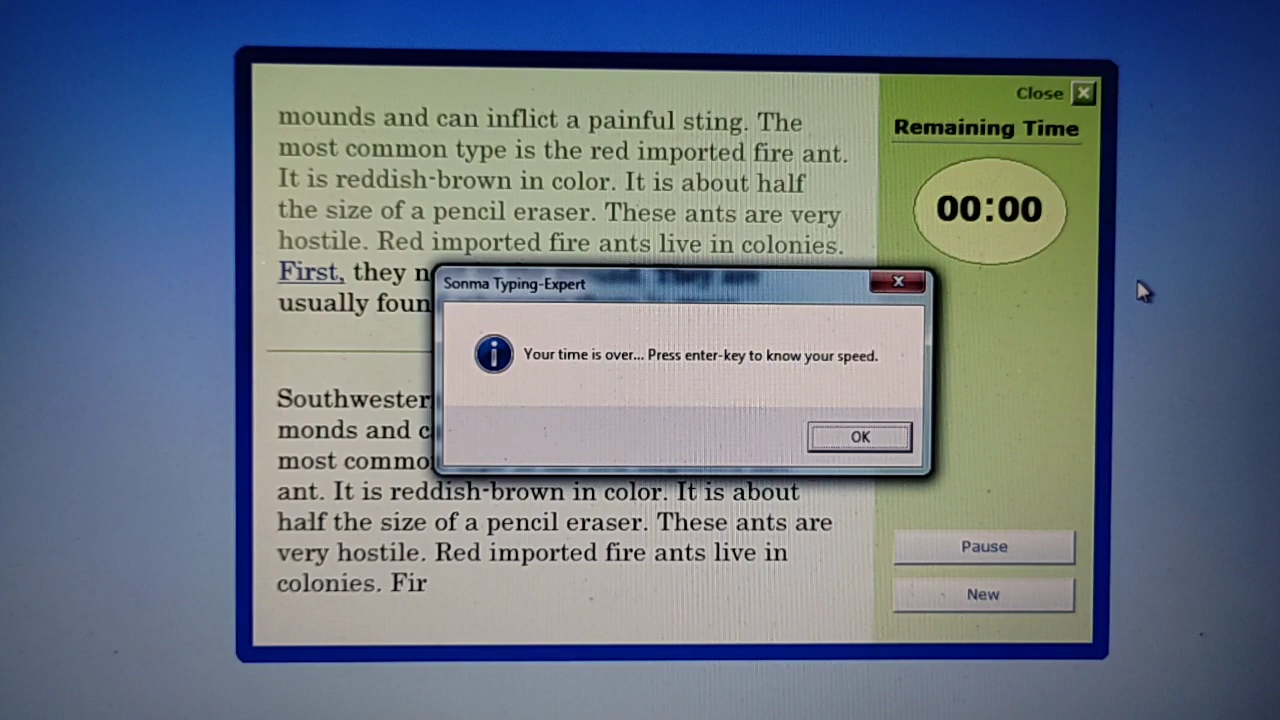 Close
Remaining Time
00:00
mounds and can inflict a painful sting. The
most common type is the red imported fire ant.
It is reddish-brown in color. It is about half
the size of a pencil eraser. These ants are very
hostile. Red imported fire ants live in colonies.
First, they n
usually foun
Sonma Typing-Expert
Your time is over... Press enter-key to know your speed.
OK
Southwester
monds and c
most commo
ant. It is reddish-brown in color. It is about
half the size of a pencil eraser. These ants are
very hostile. Red imported fire ants live in
colonies. Fir
Pause
New